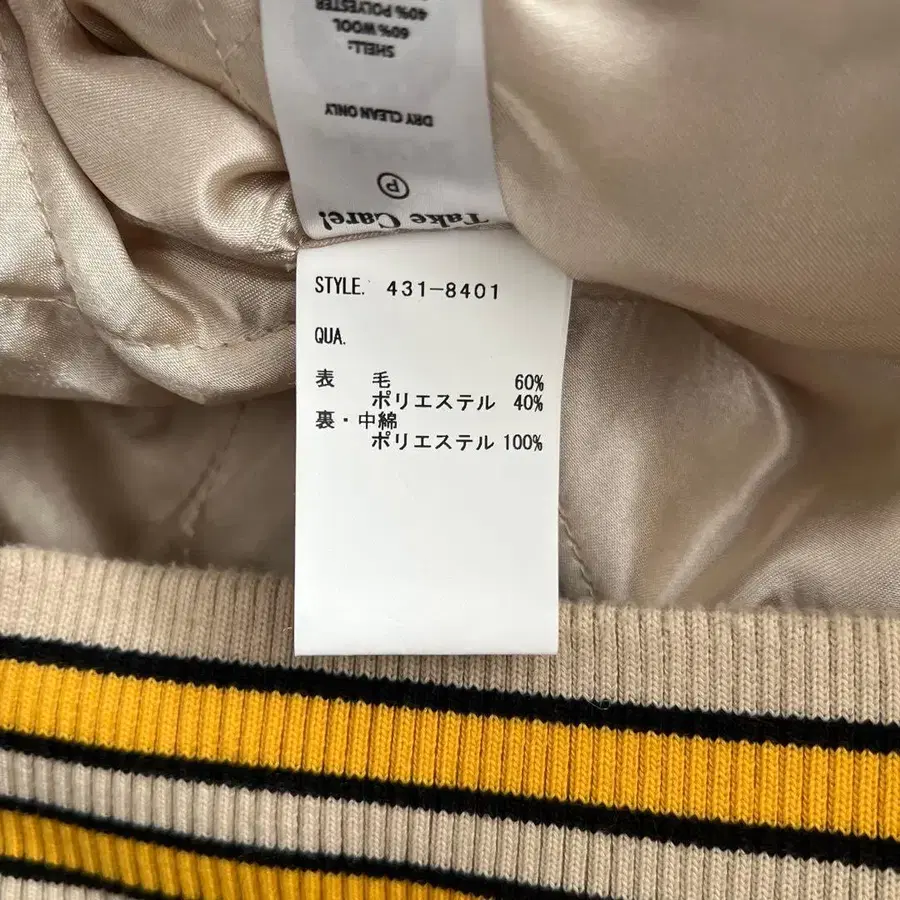 Take Care!
P
DRY CLEAN ONLY
SHELL:
60% WOOL
40% POLYESTER
STYLE. 431-8401
QUA.
表 毛 60%
ポリエステル 40%
裏・中綿
ポリエステル 100%